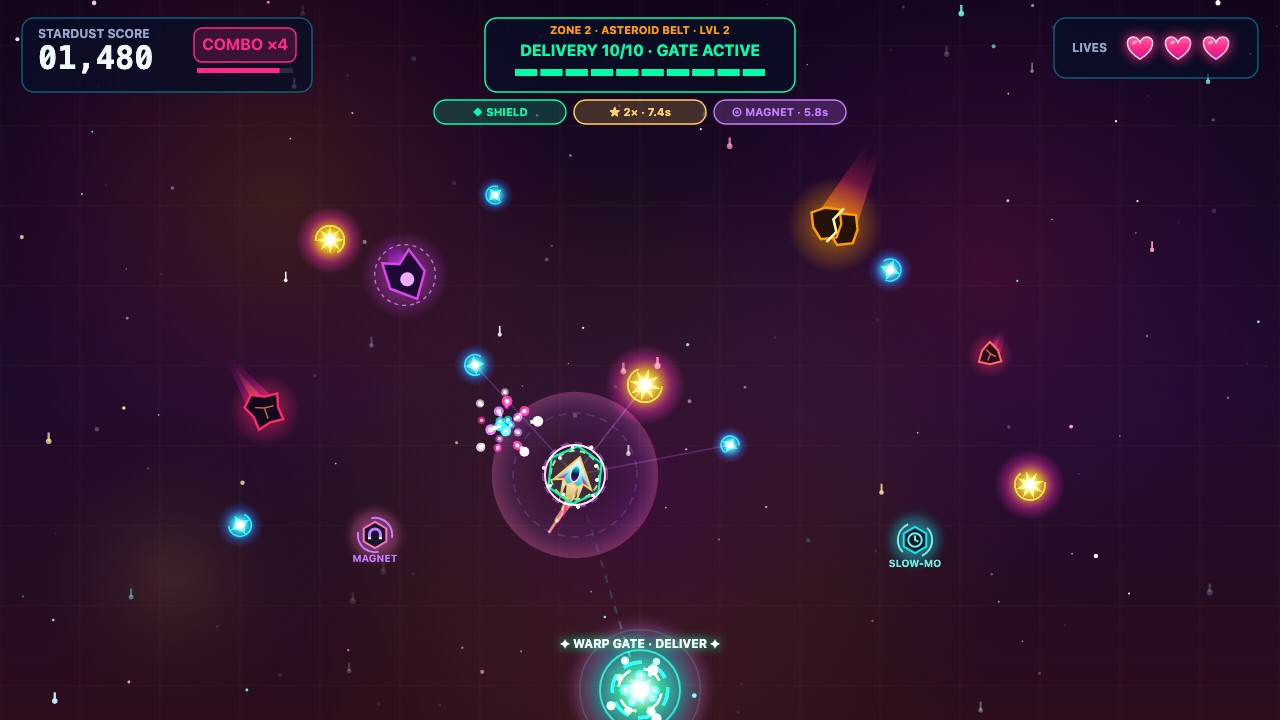 STARDUST SCORE
01,480
COMBO ×4
ZONE 2 · ASTEROID BELT · LVL 2
DELIVERY 10/10 · GATE ACTIVE
LIVES
◆ SHIELD
★ 2× · 7.4s
MAGNET · 5.8s
MAGNET
SLOW-MO
✦ WARP GATE · DELIVER ✦